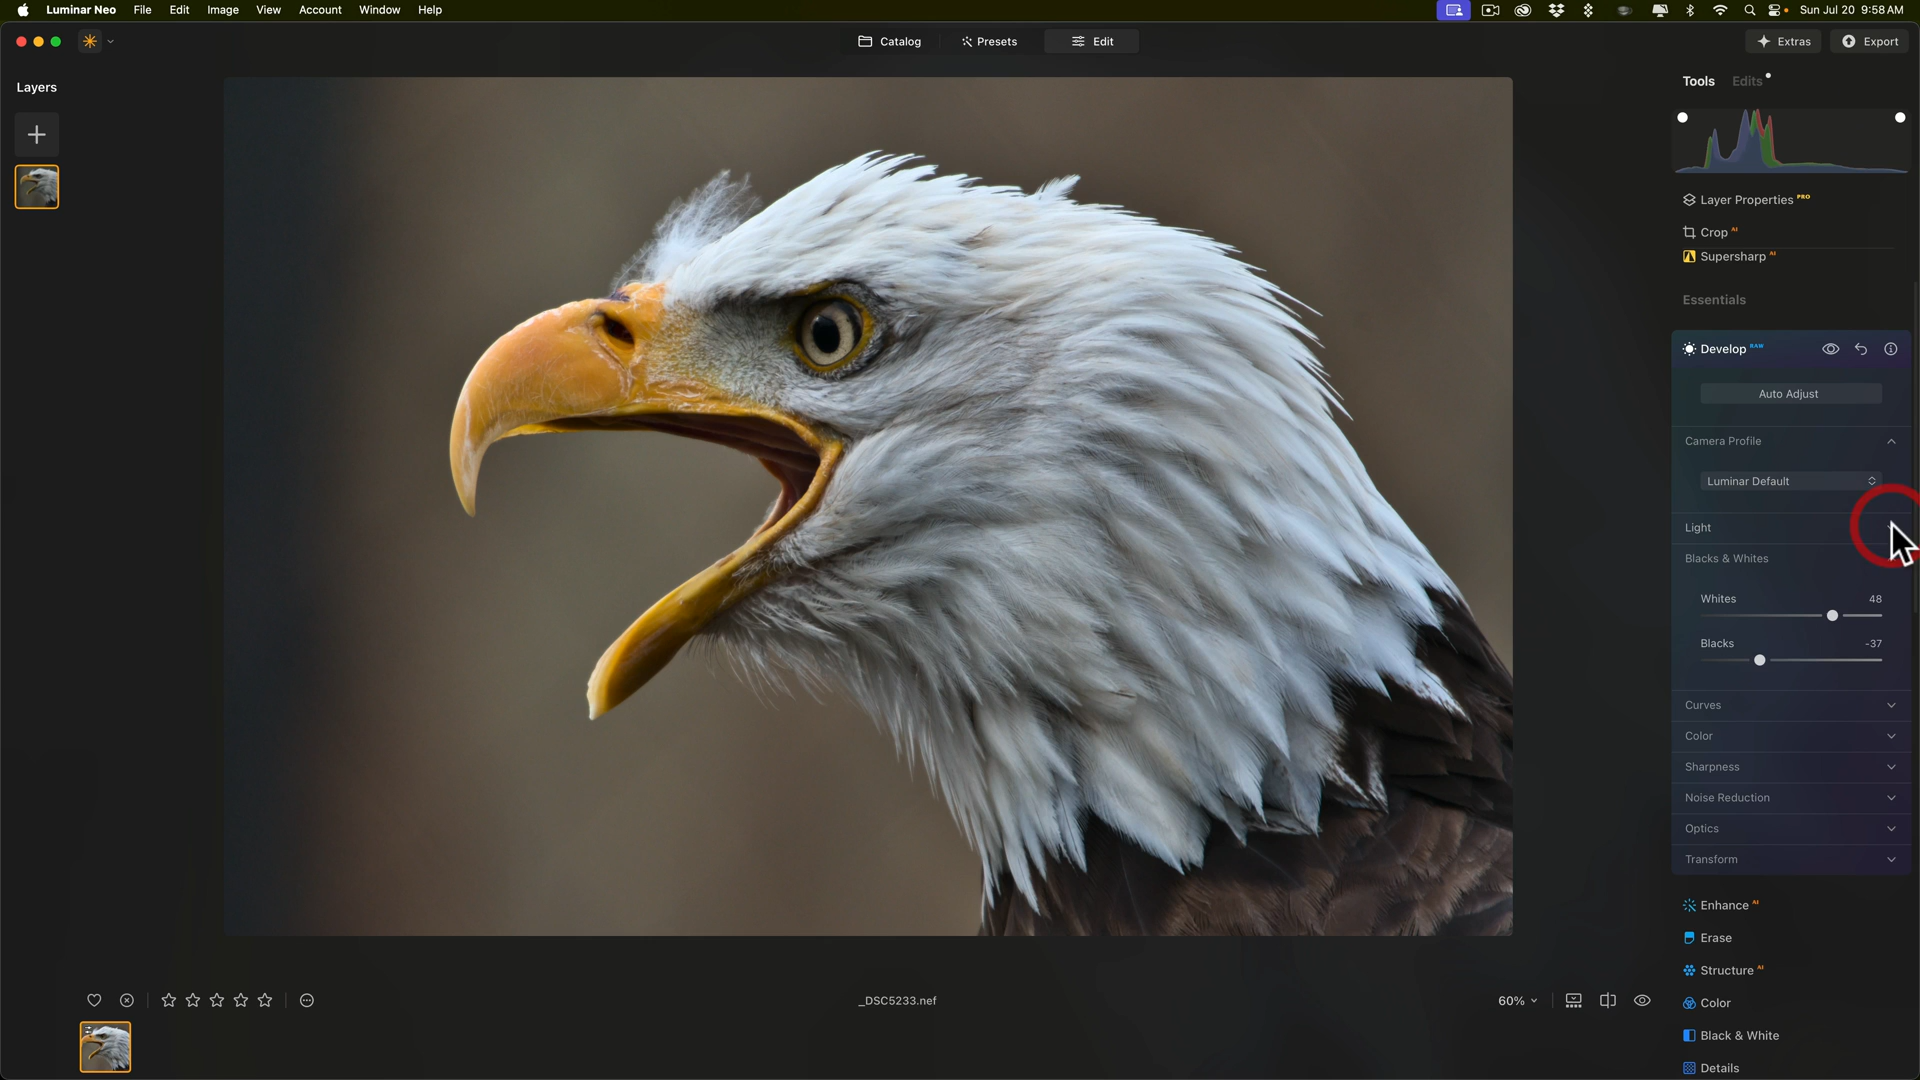 Luminar Neo File Edit Image View Account Window Help Sun Jul 20 9:58 AM
Catalog Presets Edit Extras Export
Layers
Tools Edits
Layer Properties PRO
Crop AI
Supersharp AI
Essentials
Develop RAW
Auto Adjust
Camera Profile
Luminar Default
Light
Blacks & Whites
Whites 48
Blacks -37
Curves
Color
Sharpness
Noise Reduction
Optics
Transform
Enhance AI
Erase
Structure AI
Color
Black & White
Details
_DSC5233.nef 60%